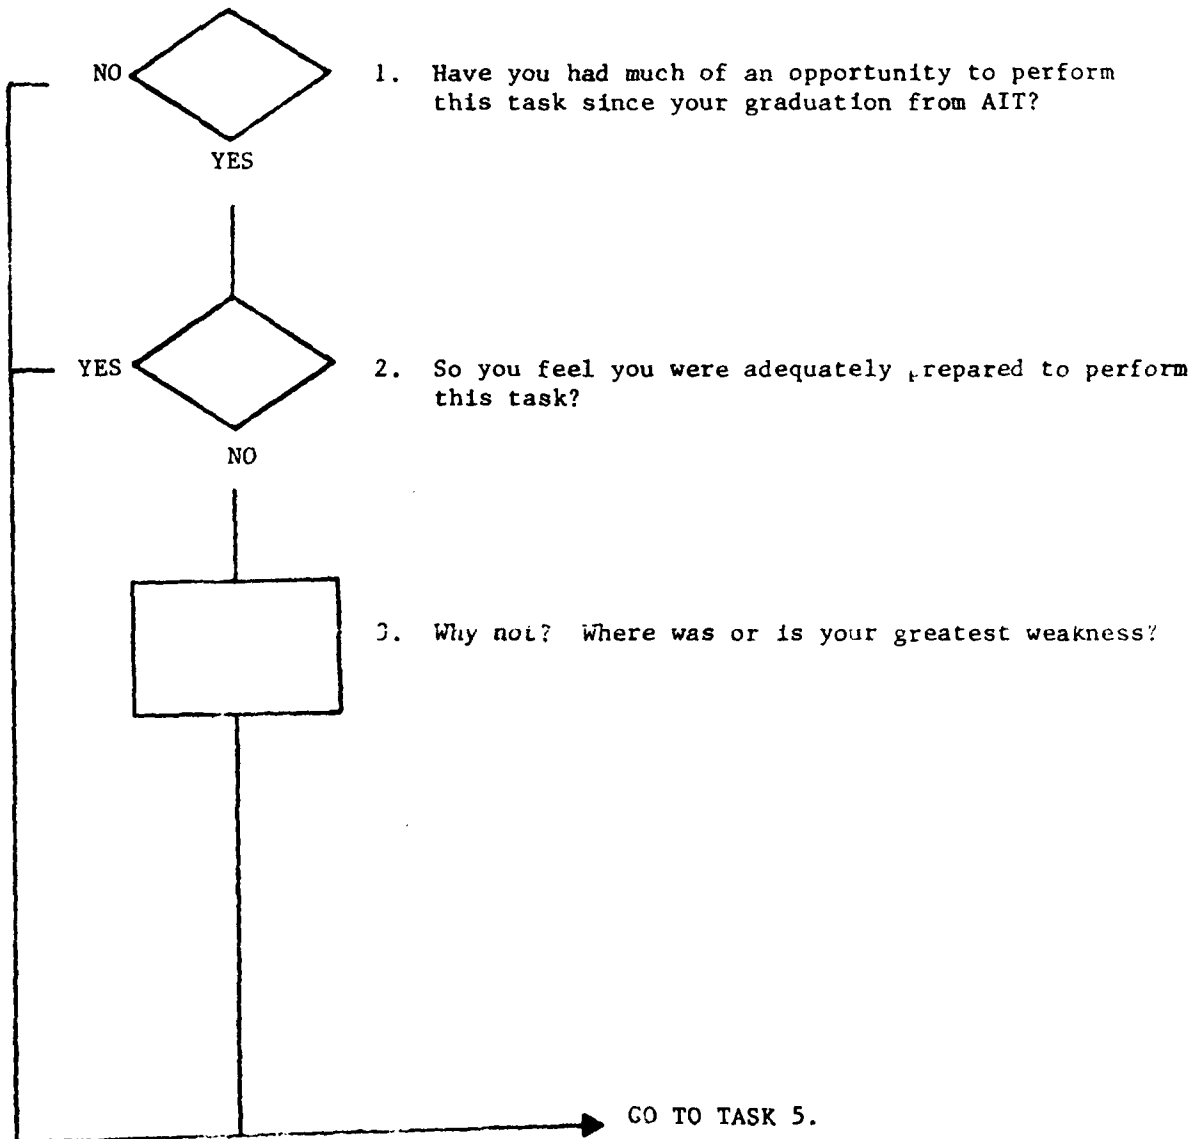 NO
1. Have you had much of an opportunity to perform
this task since your graduation from AIT?
YES
YES
2. So you feel you were adequately prepared to perform
this task?
NO
3. Why not? Where was or is your greatest weakness?
GO TO TASK 5.